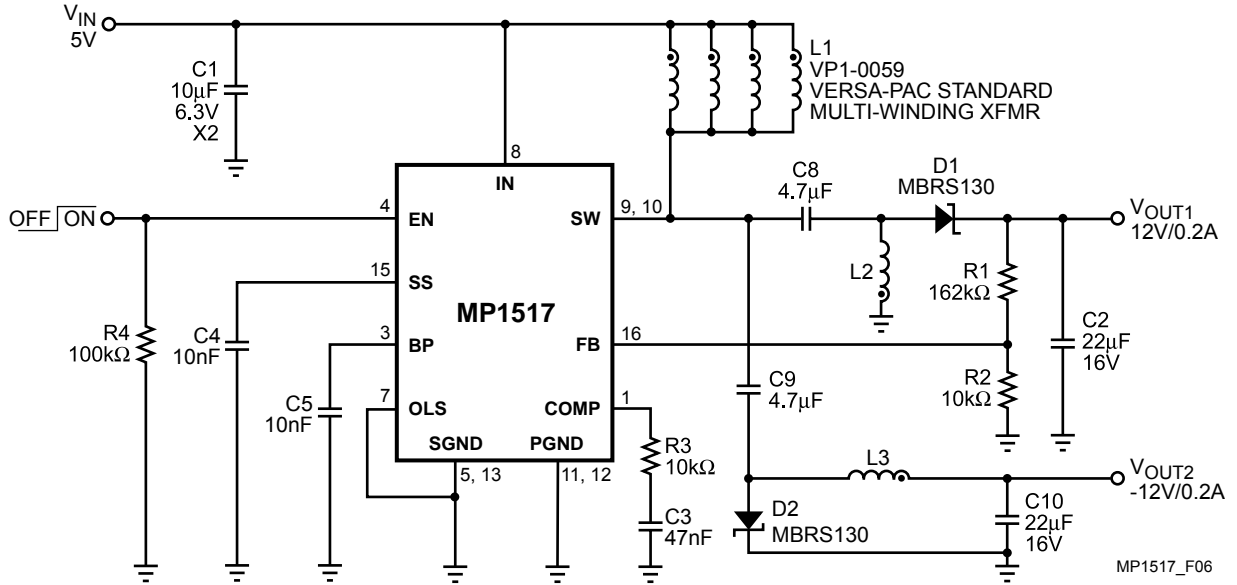 VIN
5V
C1
10µF
6.3V
X2
L1
VP1-0059
VERSA-PAC STANDARD
MULTI-WINDING XFMR
8
IN
OFF ON
4
EN
SW
9, 10
C8
4.7µF
D1
MBRS130
VOUT1
12V/0.2A
15
SS
L2
R1
162kΩ
MP1517
R4
100kΩ
C4
10nF
3
BP
FB
16
C2
22µF
16V
C5
10nF
7
OLS
COMP
1
C9
4.7µF
R2
10kΩ
SGND
PGND
5, 13
11, 12
R3
10kΩ
L3
VOUT2
-12V/0.2A
C3
47nF
D2
MBRS130
C10
22µF
16V
MP1517_F06